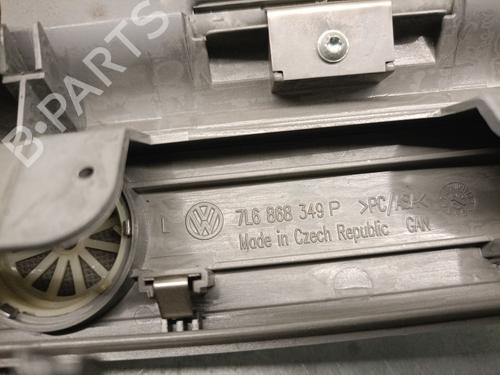 B-PARTS
L 7L6 868 349 P >PC/ASA<
Made in Czech Republic GAN